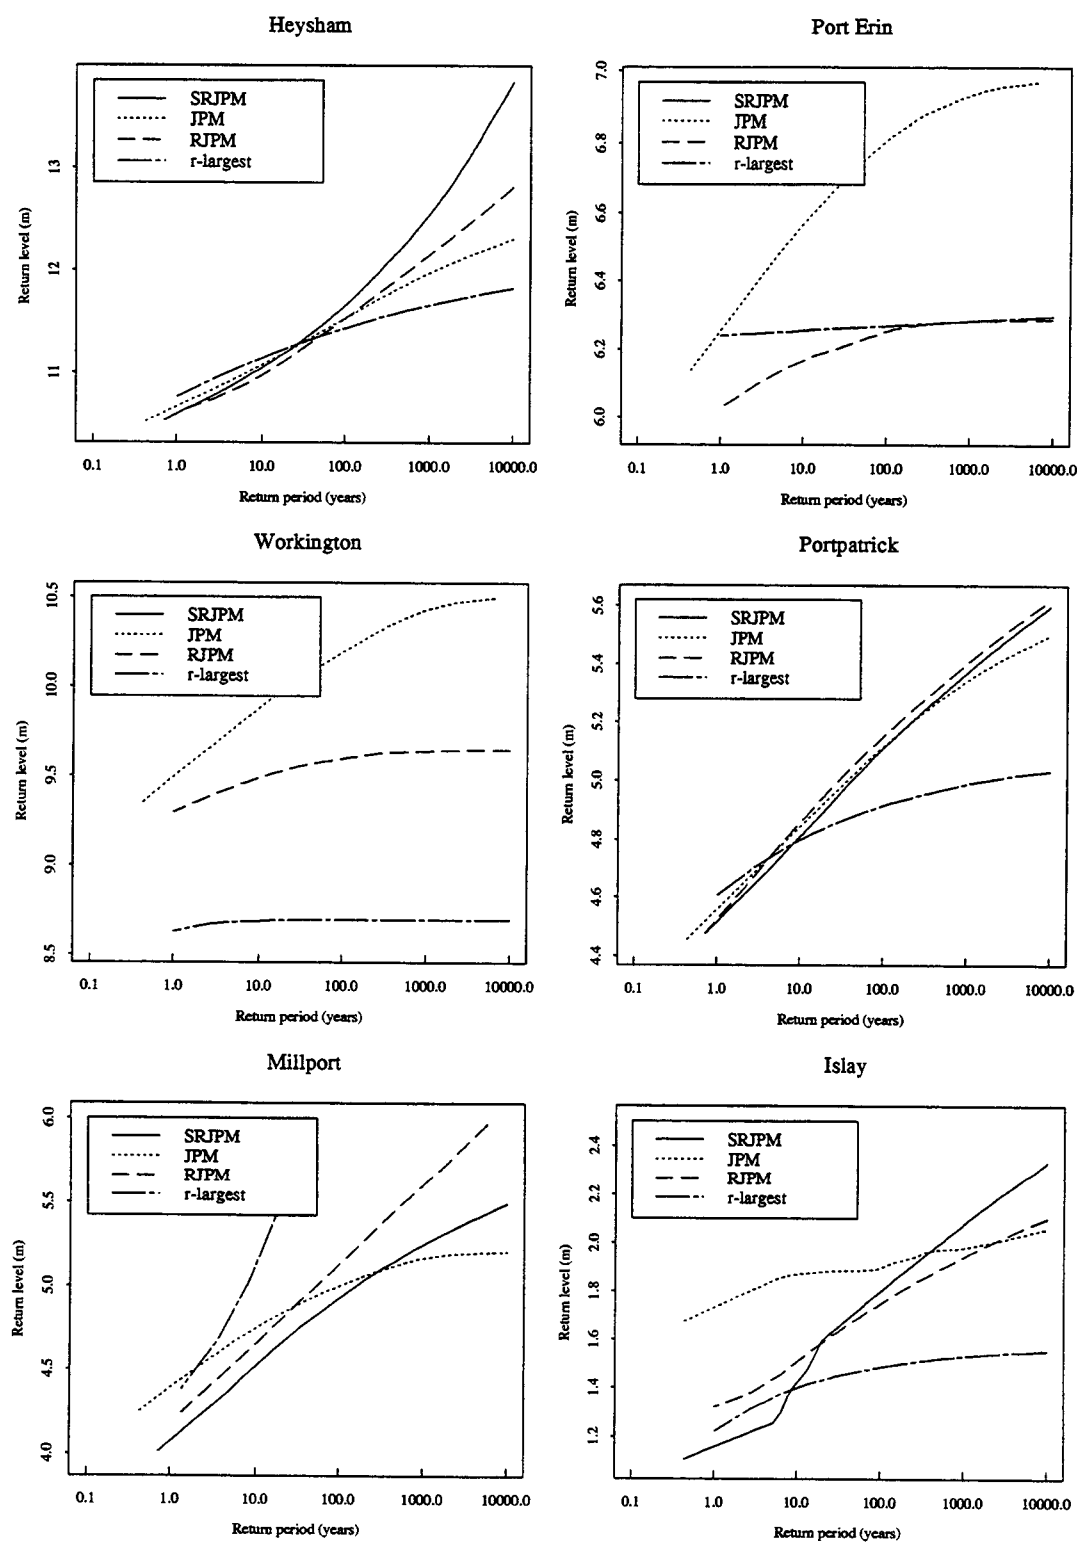 Heysham
SRJPM
JPM
RJPM
r-largest
Return level (m)
13
12
11
0.1 1.0 10.0 100.0 1000.0 10000.0
Return period (years)
Port Erin
SRJPM
JPM
RJPM
r-largest
Return level (m)
7.0
6.8
6.6
6.4
6.2
6.0
0.1 1.0 10.0 100.0 1000.0 10000.0
Return period (years)
Workington
SRJPM
JPM
RJPM
r-largest
Return level (m)
10.5
10.0
9.5
9.0
8.5
0.1 1.0 10.0 100.0 1000.0 10000.0
Return period (years)
Portpatrick
SRJPM
JPM
RJPM
r-largest
Return level (m)
5.6
5.4
5.2
5.0
4.8
4.6
4.4
0.1 1.0 10.0 100.0 1000.0 10000.0
Return period (years)
Millport
SRJPM
JPM
RJPM
r-largest
Return level (m)
6.0
5.5
5.0
4.5
4.0
0.1 1.0 10.0 100.0 1000.0 10000.0
Return period (years)
Islay
SRJPM
JPM
RJPM
r-largest
Return level (m)
2.4
2.2
2.0
1.8
1.6
1.4
1.2
0.1 1.0 10.0 100.0 1000.0 10000.0
Return period (years)